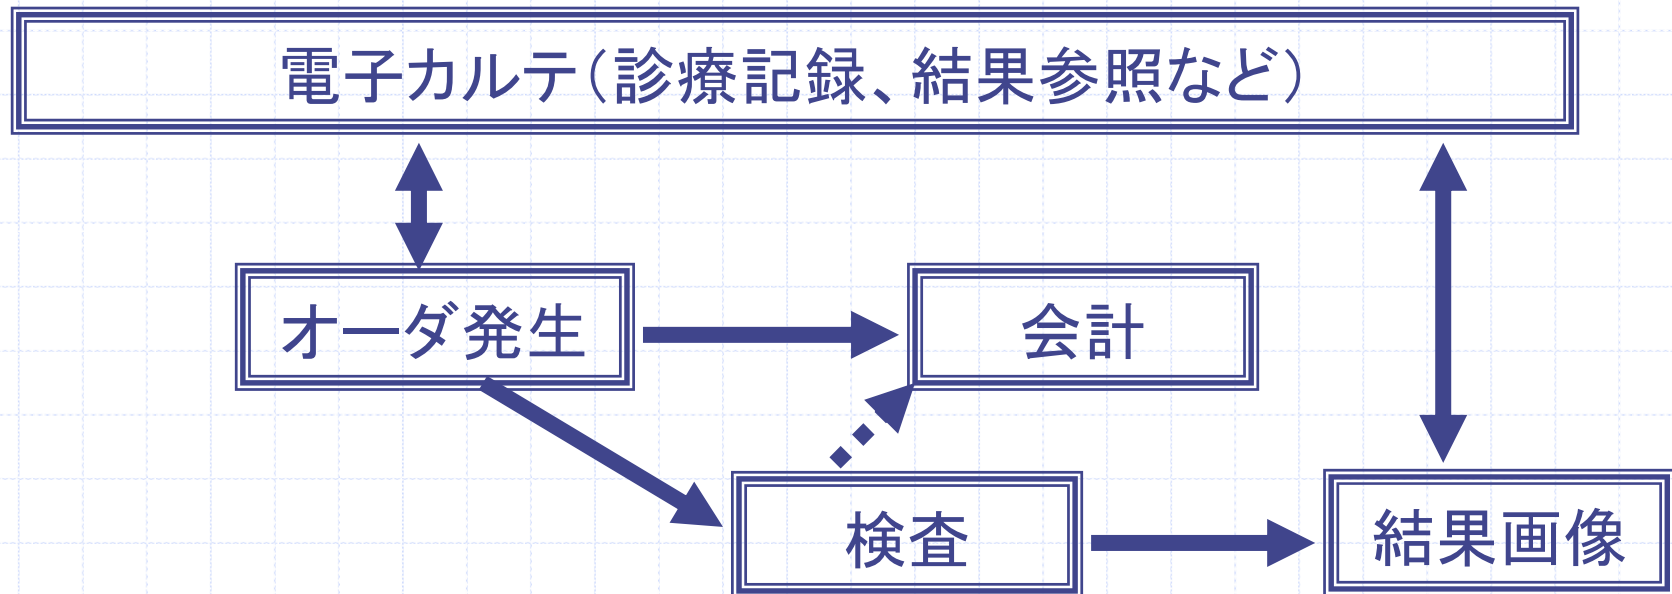 電子カルテ（診療記録、結果参照など）
オーダ発生
会計
検査
結果画像